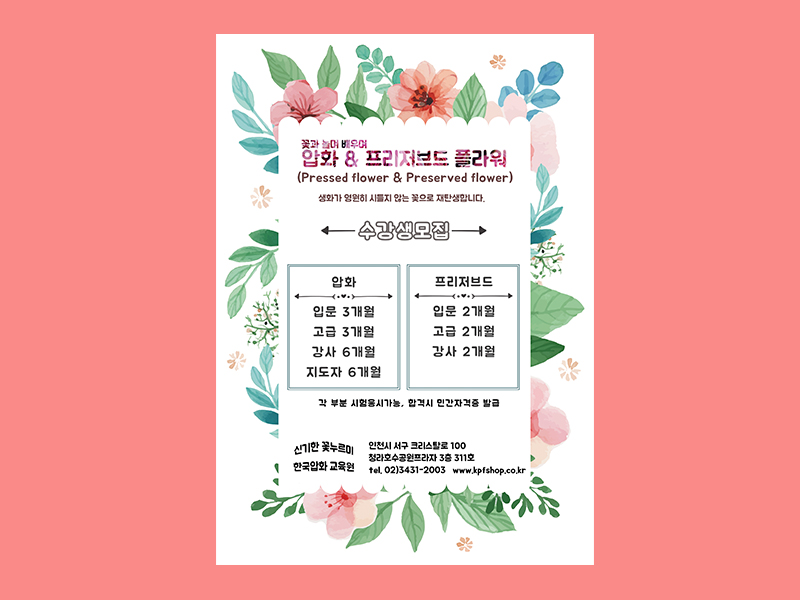 꽃과 놀며 배우며
압화 & 프리저브드 플라워
(Pressed flower & Preserved flower)
생화가 영원히 시들지 않는 꽃으로 재탄생합니다.
수강생모집
압화
입문 3개월
고급 3개월
강사 6개월
지도자 6개월
프리저브드
입문 2개월
고급 2개월
강사 2개월
각 부분 시험응시가능, 합격시 민간자격증 발급
신기한 꽃누르미
한국압화 교육원
인천시 서구 크리스탈로 100
청라호수공원프라자 3층 311호
tel. 02)3431-2003 www.kpfshop.co.kr